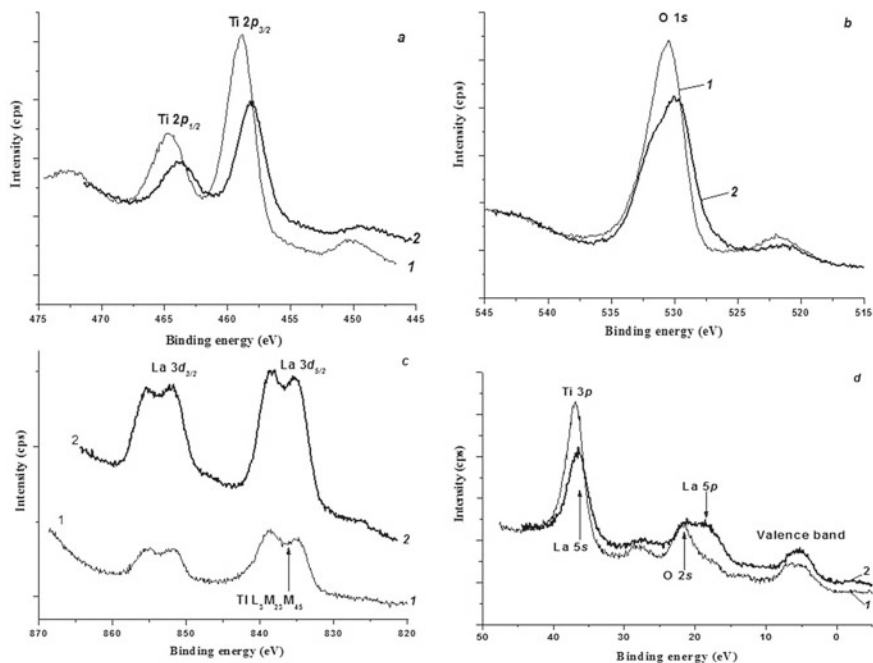 a
Ti 2p3/2
Ti 2p1/2
2
1
Intensity (cps)
475 470 465 460 455 450 445
Binding energy (eV)
b
O 1s
1
2
Intensity (cps)
545 540 535 530 525 520 515
Binding energy (eV)
c
La 3d3/2
La 3d5/2
2
1
2
1
TI L3M23M45
Intensity (cps)
870 860 850 840 830 820
Binding energy (eV)
d
Ti 3p
La 5p
La 5s
O 2s
Valence band
2
1
Intensity (cps)
50 40 30 20 10 0
Binding energy (eV)